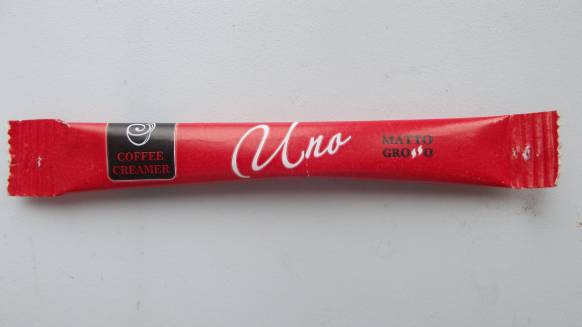 COFFEE
CREAMER
Uno
MATTO
GROSSO